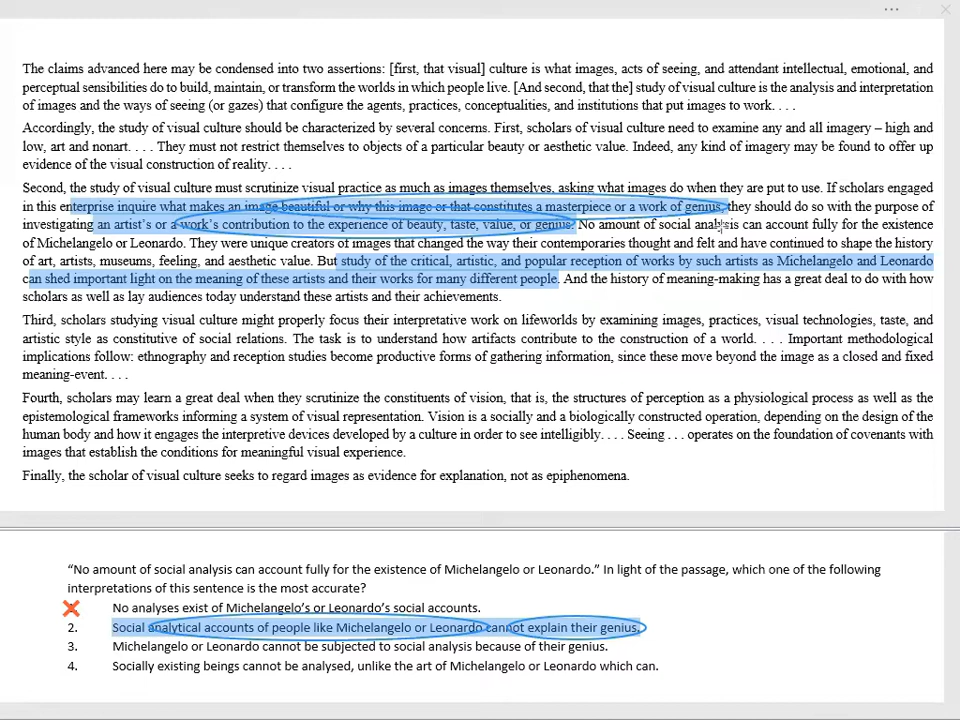 The claims advanced here may be condensed into two assertions: [first, that visual] culture is what images, acts of seeing, and attendant intellectual, emotional, and
perceptual sensibilities do to build, maintain, or transform the worlds in which people live. [And second, that the] study of visual culture is the analysis and interpretation
of images and the ways of seeing (or gazes) that configure the agents, practices, conceptualities, and institutions that put images to work. . . .
Accordingly, the study of visual culture should be characterized by several concerns. First, scholars of visual culture need to examine any and all imagery – high and
low, art and nonart. . . . They must not restrict themselves to objects of a particular beauty or aesthetic value. Indeed, any kind of imagery may be found to offer up
evidence of the visual construction of reality. . . .
Second, the study of visual culture must scrutinize visual practice as much as images themselves, asking what images do when they are put to use. If scholars engaged
in this enterprise inquire what makes an image beautiful or why this image or that constitutes a masterpiece or a work of genius, they should do so with the purpose of
investigating an artist’s or a work’s contribution to the experience of beauty, taste, value, or genius. No amount of social analysis can account fully for the existence
of Michelangelo or Leonardo. They were unique creators of images that changed the way their contemporaries thought and felt and have continued to shape the history
of art, artists, museums, feeling, and aesthetic value. But study of the critical, artistic, and popular reception of works by such artists as Michelangelo and Leonardo
can shed important light on the meaning of these artists and their works for many different people. And the history of meaning-making has a great deal to do with how
scholars as well as lay audiences today understand these artists and their achievements.
Third, scholars studying visual culture might properly focus their interpretative work on lifeworlds by examining images, practices, visual technologies, taste, and
artistic style as constitutive of social relations. The task is to understand how artifacts contribute to the construction of a world. . . . Important methodological
implications follow: ethnography and reception studies become productive forms of gathering information, since these move beyond the image as a closed and fixed
meaning-event. . . .
Fourth, scholars may learn a great deal when they scrutinize the constituents of vision, that is, the structures of perception as a physiological process as well as the
epistemological frameworks informing a system of visual representation. Vision is a socially and a biologically constructed operation, depending on the design of the
human body and how it engages the interpretive devices developed by a culture in order to see intelligibly. . . . Seeing . . . operates on the foundation of covenants with
images that establish the conditions for meaningful visual experience.
Finally, the scholar of visual culture seeks to regard images as evidence for explanation, not as epiphenomena.
“No amount of social analysis can account fully for the existence of Michelangelo or Leonardo.” In light of the passage, which one of the following
interpretations of this sentence is the most accurate?
No analyses exist of Michelangelo’s or Leonardo’s social accounts.
2. Social analytical accounts of people like Michelangelo or Leonardo cannot explain their genius.
3. Michelangelo or Leonardo cannot be subjected to social analysis because of their genius.
4. Socially existing beings cannot be analysed, unlike the art of Michelangelo or Leonardo which can.